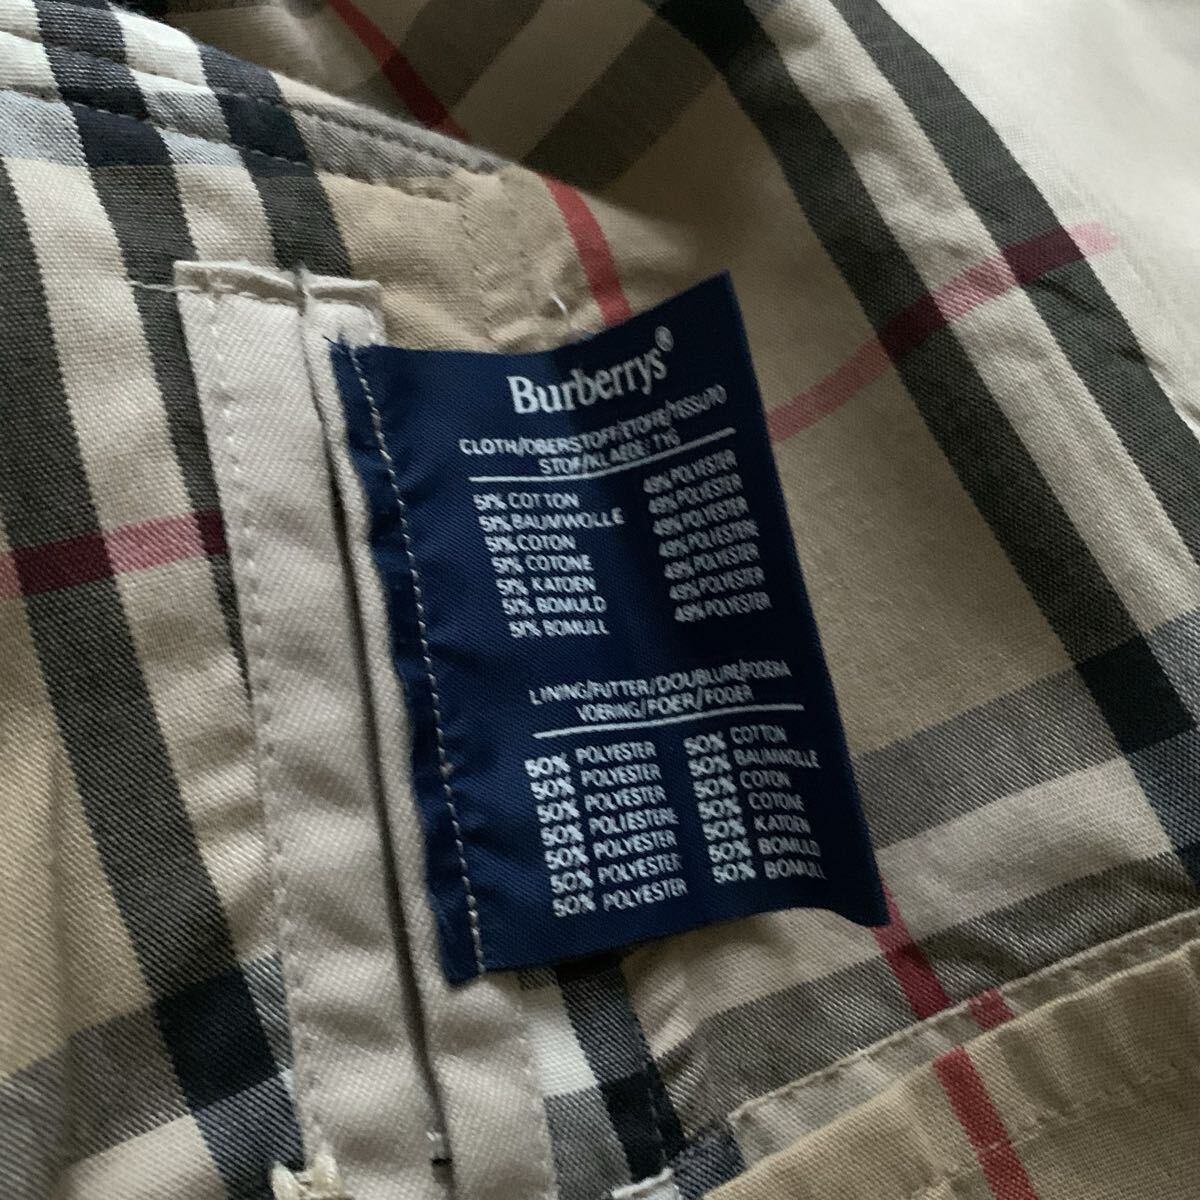 Burberrys®
CLOTH/OBERSTOFF/ETOFFE/TESSUTO
STOF/KLAEDE/TYG
51% COTTON 49% POLYESTER
51% BAUMWOLLE 49% POLYESTER
51% COTON 49% POLYESTER
51% COTONE 49% POLYESTERE
51% KATOEN 49% POLYESTER
51% BOMULD 49% POLYESTER
51% BOMULL 49% POLYESTER
LINING/FUTTER/DOUBLURE/FODERA
VOERING/FOER/FODER
50% POLYESTER 50% COTTON
50% POLYESTER 50% BAUMWOLLE
50% POLYESTER 50% COTON
50% POLIESTERE 50% COTONE
50% POLYESTER 50% KATOEN
50% POLYESTER 50% BOMULD
50% POLYESTER 50% BOMULL